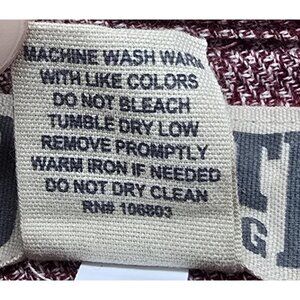 MACHINE WASH WARM
WITH LIKE COLORS
DO NOT BLEACH
TUMBLE DRY LOW
REMOVE PROMPTLY
WARM IRON IF NEEDED
DO NOT DRY CLEAN
RN# 106803